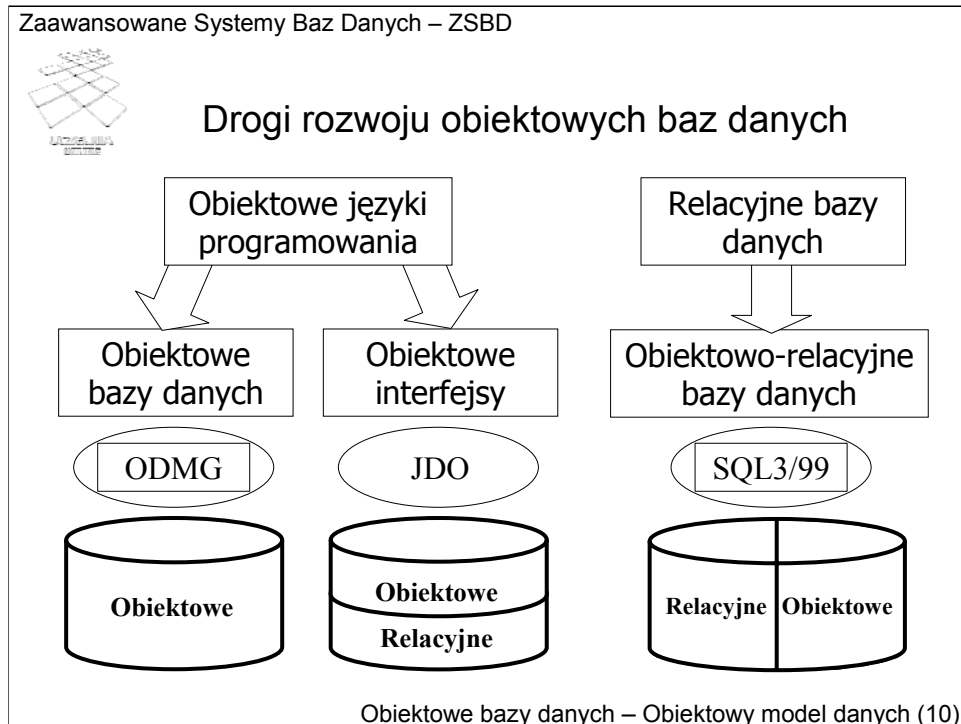 Zaawansowane Systemy Baz Danych – ZSBD
Drogi rozwoju obiektowych baz danych
Obiektowe języki
programowania
Relacyjne bazy
danych
Obiektowe
bazy danych
Obiektowe
interfejsy
Obiektowo-relacyjne
bazy danych
ODMG
JDO
SQL3/99
Obiektowe
Obiektowe
Relacyjne
Relacyjne
Obiektowe
Obiektowe bazy danych – Obiektowy model danych (10)